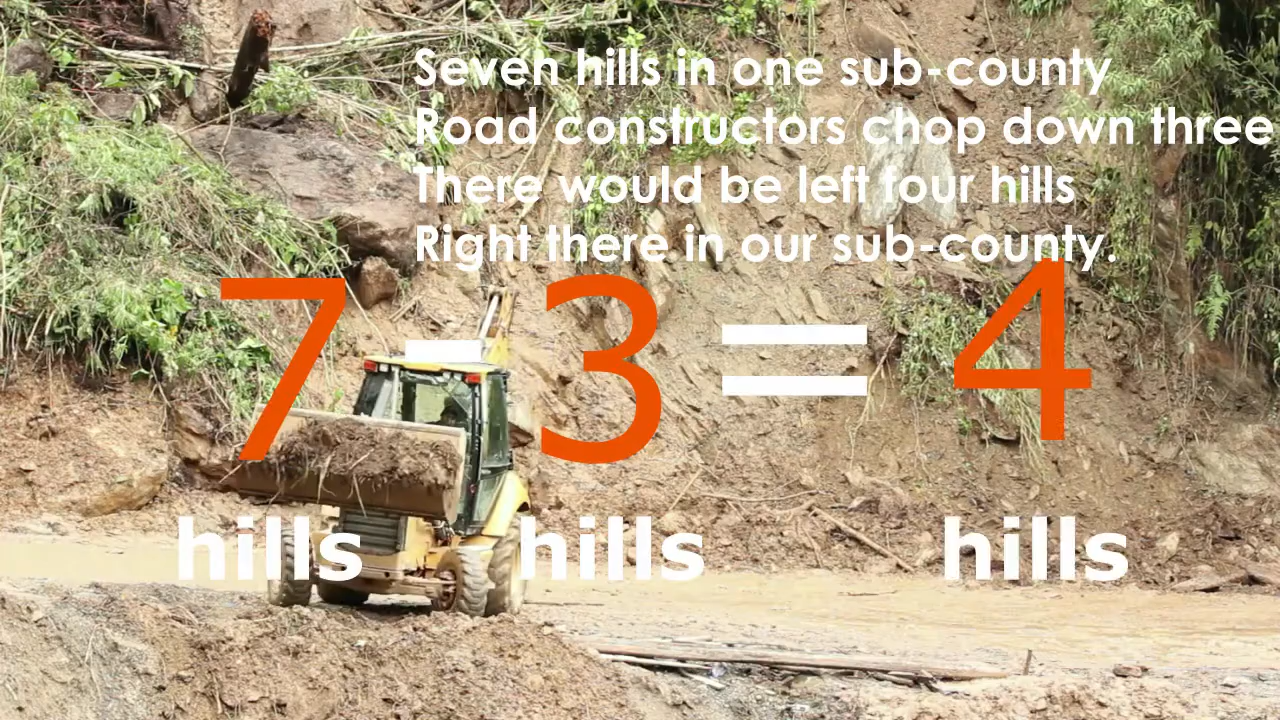 Seven hills in one sub-county
Road constructors chop down three
There would be left four hills
Right there in our sub-county.
7 - 3 = 4
hills hills hills